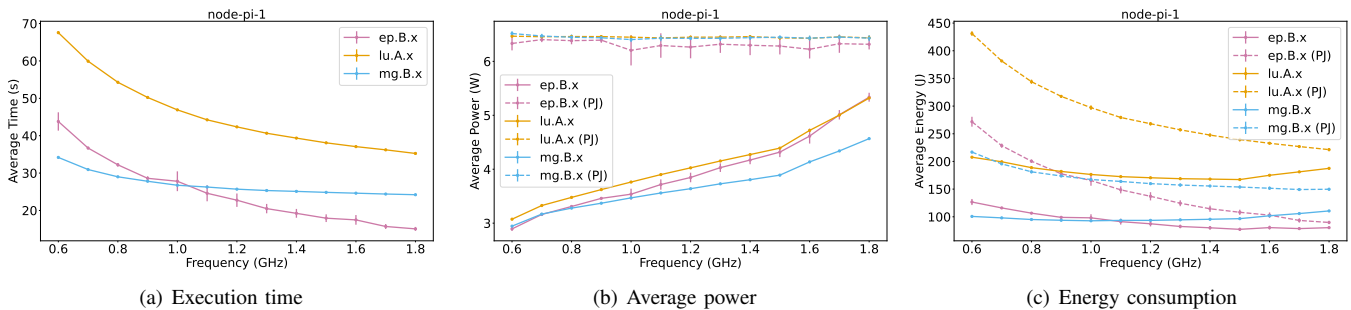 node-pi-1
70
60
50
40
30
20
Average Time (s)
ep.B.x
lu.A.x
mg.B.x
0.6 0.8 1.0 1.2 1.4 1.6 1.8
Frequency (GHz)
(a) Execution time
node-pi-1
6
5
4
3
Average Power (W)
ep.B.x
ep.B.x (PJ)
lu.A.x
lu.A.x (PJ)
mg.B.x
mg.B.x (PJ)
0.6 0.8 1.0 1.2 1.4 1.6 1.8
Frequency (GHz)
(b) Average power
node-pi-1
450
400
350
300
250
200
150
100
Average Energy (J)
ep.B.x
ep.B.x (PJ)
lu.A.x
lu.A.x (PJ)
mg.B.x
mg.B.x (PJ)
0.6 0.8 1.0 1.2 1.4 1.6 1.8
Frequency (GHz)
(c) Energy consumption